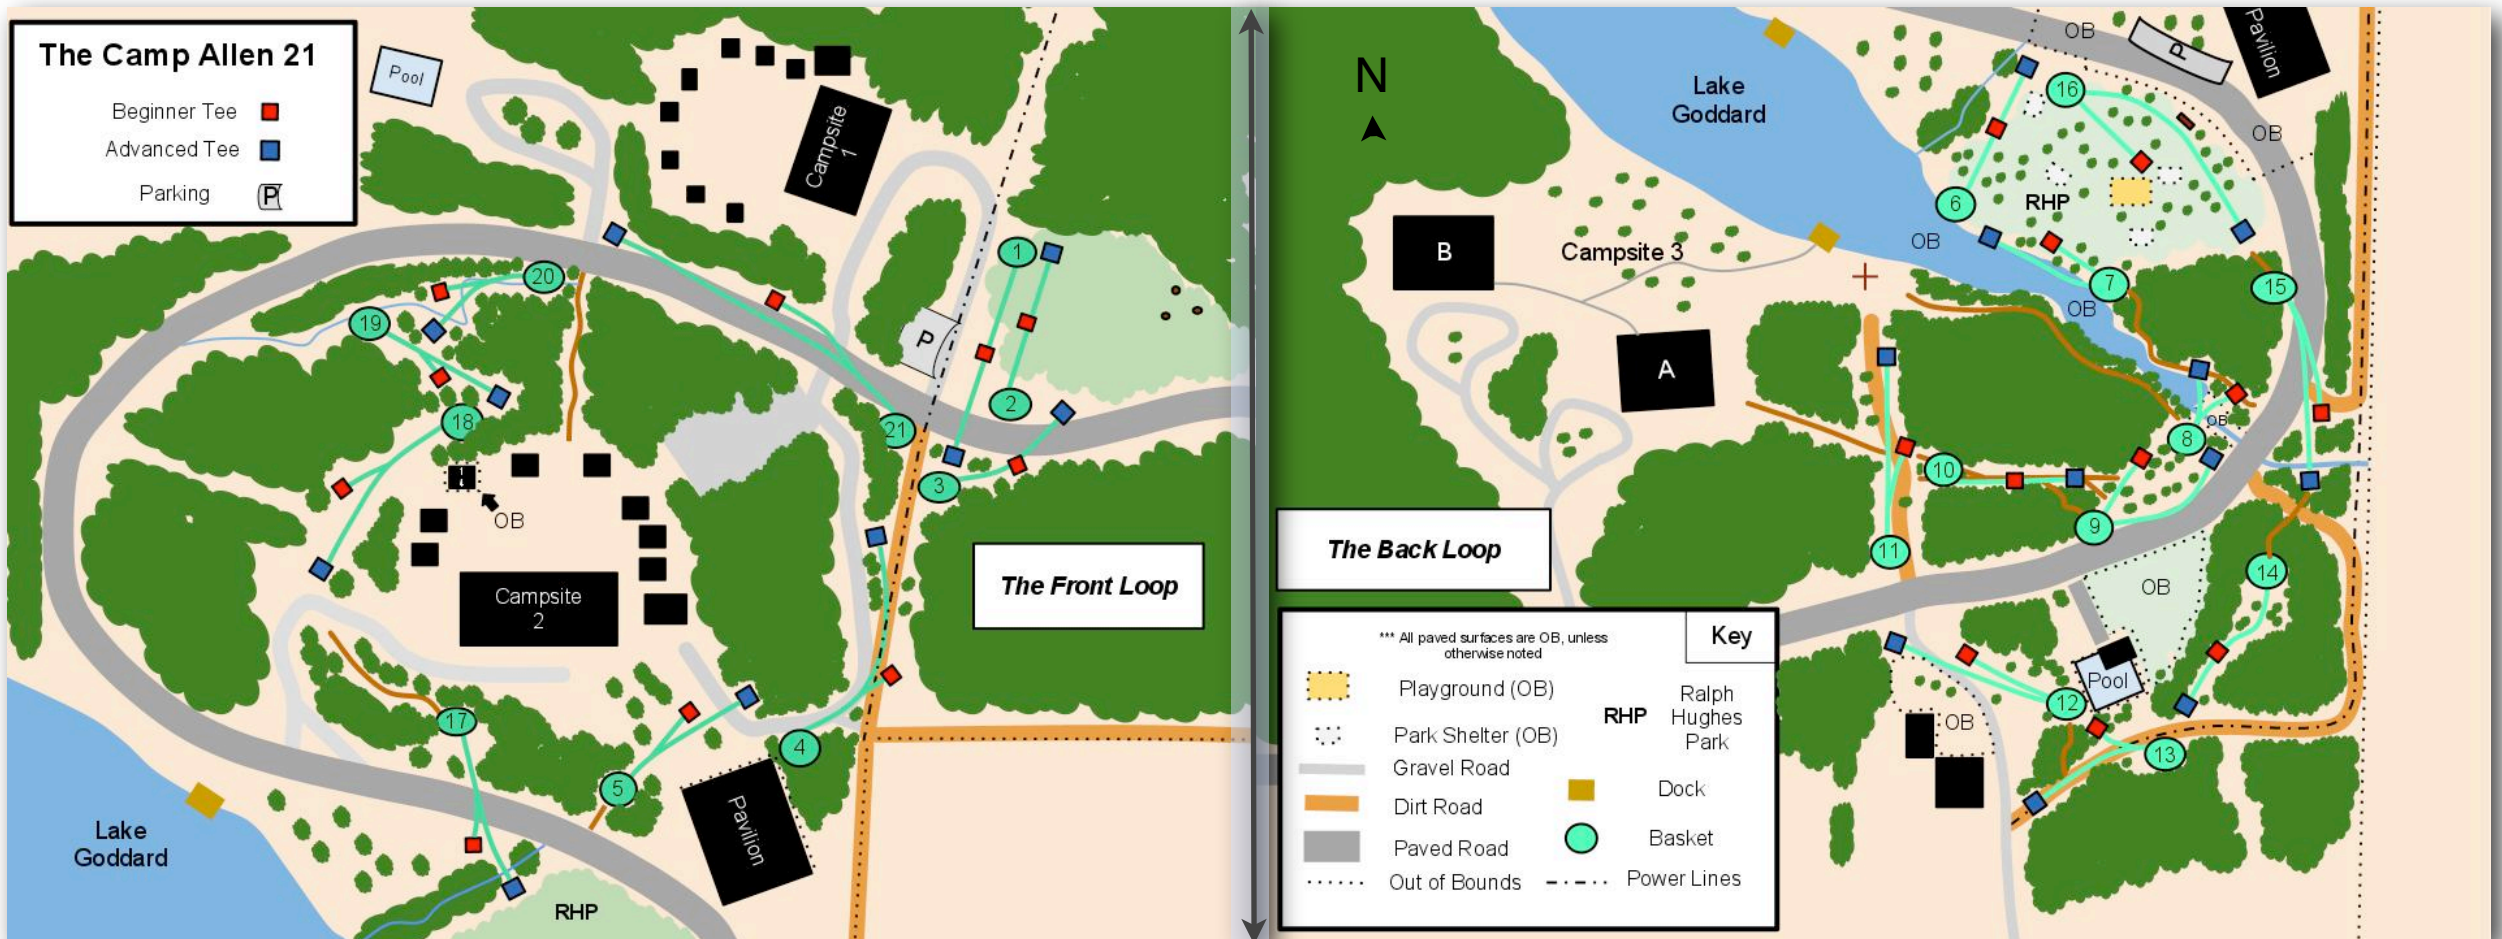 The Camp Allen 21
Beginner Tee
Advanced Tee
Parking
P
Pool
Campsite
1
P
1
2
3
4
5
17
18
19
20
21
OB
Campsite
2
The Front Loop
Pavilion
Lake
Goddard
RHP
N
Lake
Goddard
OB
P
Pavilion
OB
16
6
RHP
OB
7
OB
15
B
Campsite 3
A
OB
8
10
9
11
14
OB
Pool
12
OB
13
The Back Loop
*** All paved surfaces are OB, unless
otherwise noted
Key
Playground (OB)
Park Shelter (OB)
Gravel Road
Dirt Road
Paved Road
Out of Bounds
RHP
Ralph
Hughes
Park
Dock
Basket
Power Lines